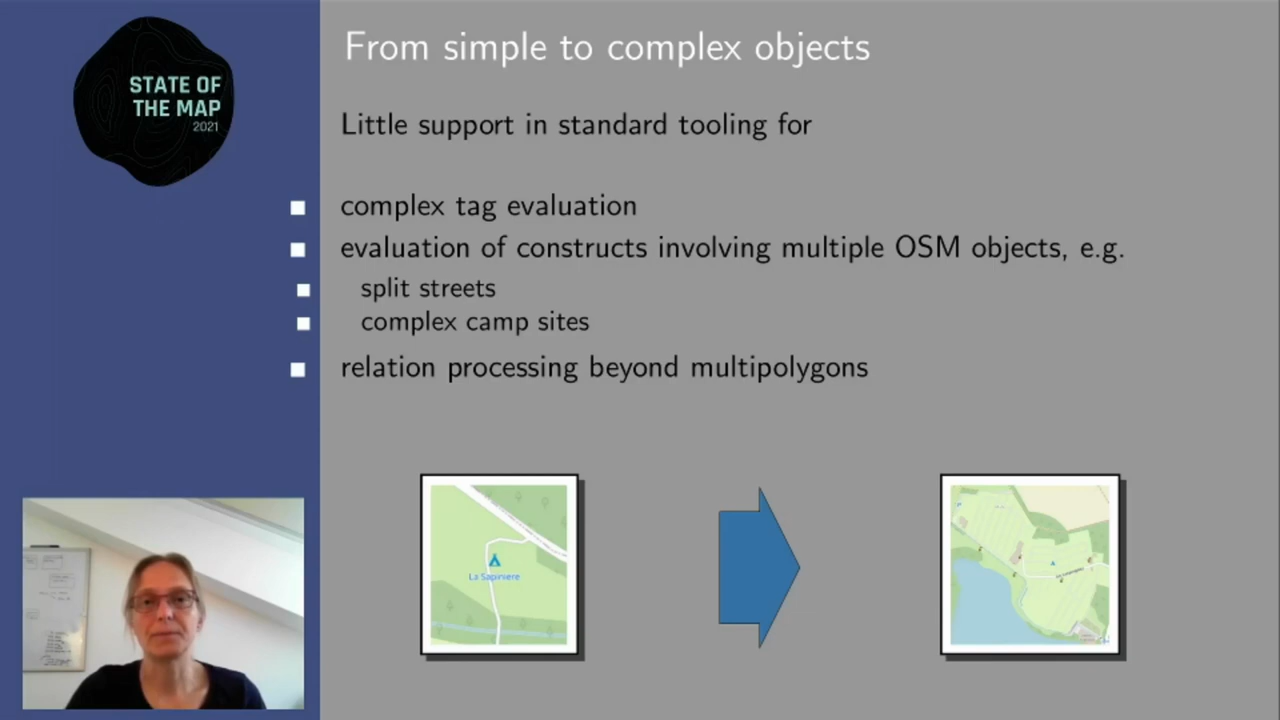 STATE OF
THE MAP
2021
From simple to complex objects
Little support in standard tooling for
complex tag evaluation
evaluation of constructs involving multiple OSM objects, e.g.
split streets
complex camp sites
relation processing beyond multipolygons
La Sapiniere